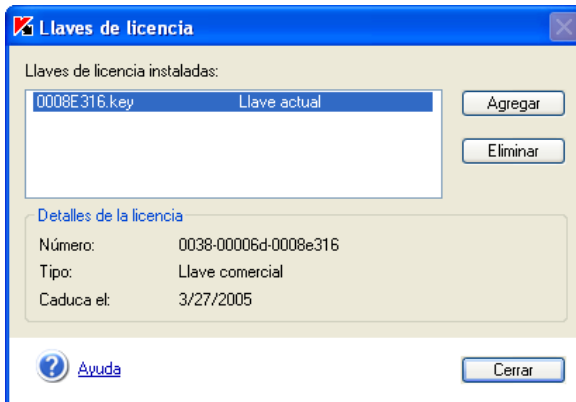 Llaves de licencia
Llaves de licencia instaladas:
0008E316.key Llave actual
Agregar
Eliminar
Detalles de la licencia
Número: 0038-00006d-0008e316
Tipo: Llave comercial
Caduca el: 3/27/2005
Ayuda
Cerrar